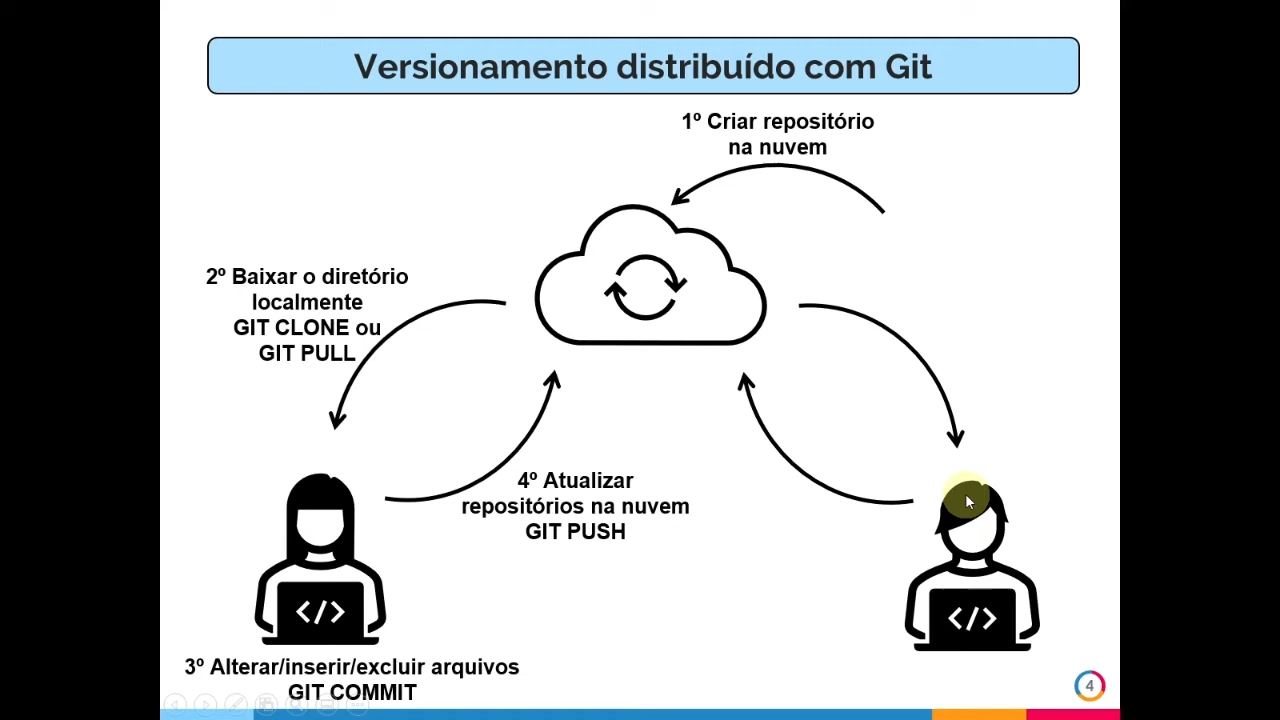 Versionamento distribuído com Git
1º Criar repositório
na nuvem
2º Baixar o diretório
localmente
GIT CLONE ou
GIT PULL
4º Atualizar
repositórios na nuvem
GIT PUSH
</>
</>
3º Alterar/inserir/excluir arquivos
GIT COMMIT
4